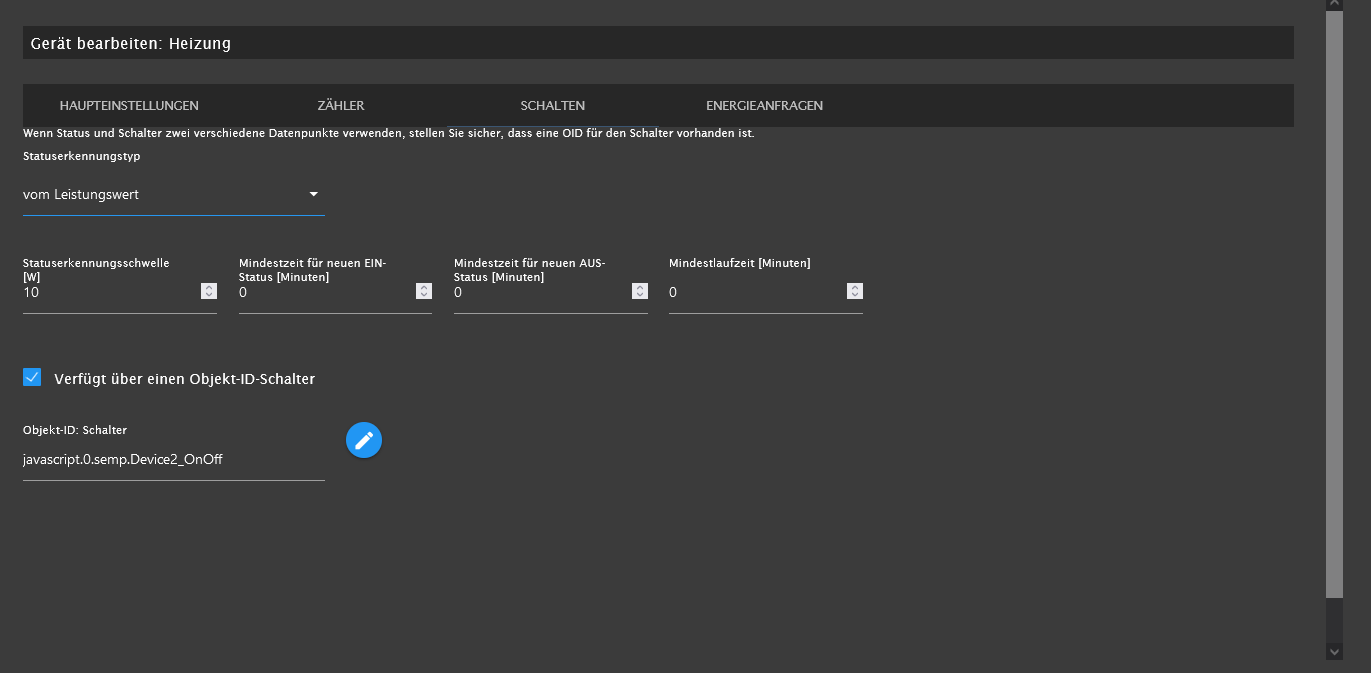 Gerät bearbeiten: Heizung
HAUPTEINSTELLUNGEN ZÄHLER SCHALTEN ENERGIEANFRAGEN
Wenn Status und Schalter zwei verschiedene Datenpunkte verwenden, stellen Sie sicher, dass eine OID für den Schalter vorhanden ist.
Statuserkennungstyp
vom Leistungswert
Statuserkennungsschwelle
[W]
10
Mindestzeit für neuen EIN-
Status [Minuten]
0
Mindestzeit für neuen AUS-
Status [Minuten]
0
Mindestlaufzeit [Minuten]
0
Verfügt über einen Objekt-ID-Schalter
Objekt-ID: Schalter
javascript.0.semp.Device2_OnOff